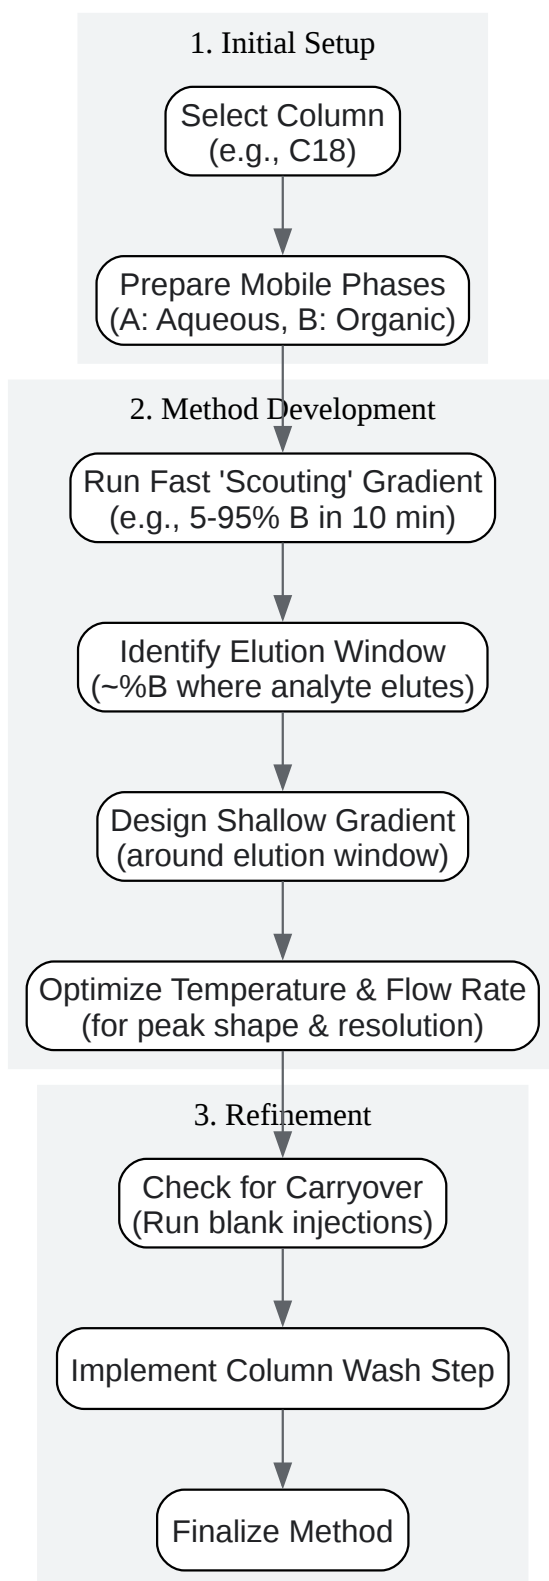 1. Initial Setup
Select Column
(e.g., C18)
Prepare Mobile Phases
(A: Aqueous, B: Organic)
2. Method Development
Run Fast 'Scouting' Gradient
(e.g., 5-95% B in 10 min)
Identify Elution Window
(~%B where analyte elutes)
Design Shallow Gradient
(around elution window)
Optimize Temperature & Flow Rate
(for peak shape & resolution)
3. Refinement
Check for Carryover
(Run blank injections)
Implement Column Wash Step
Finalize Method